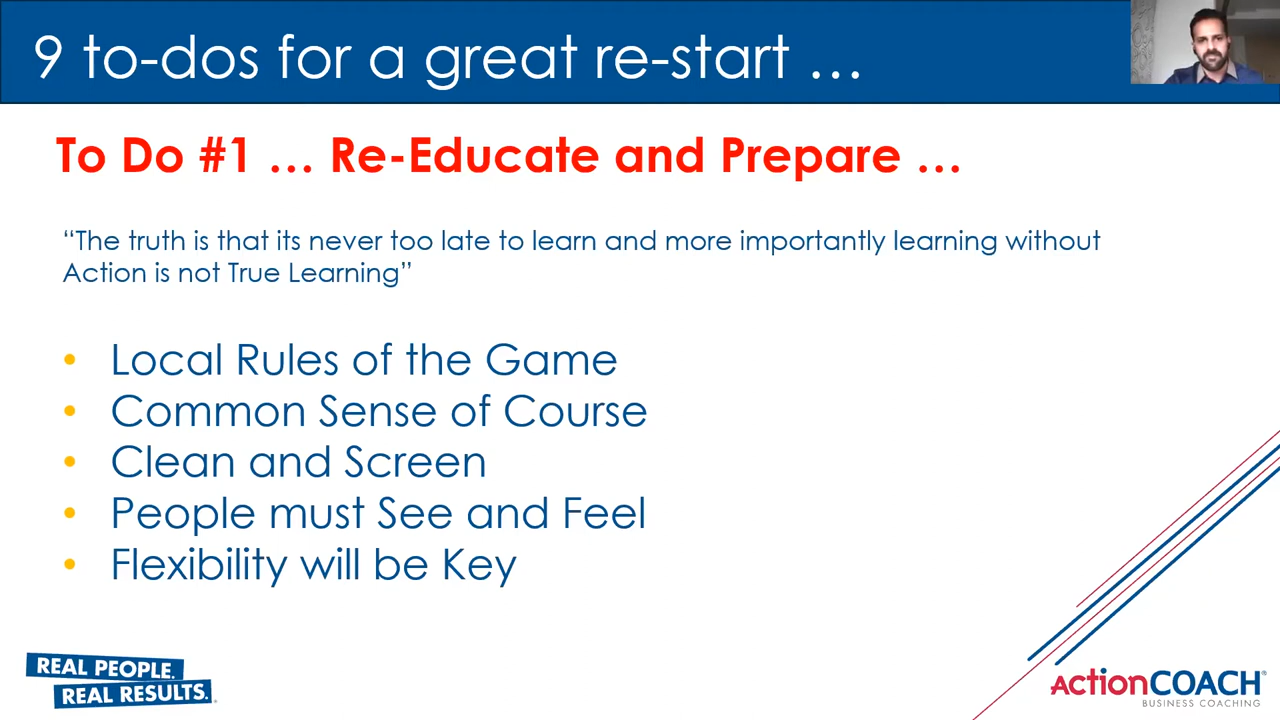 9 to-dos for a great re-start …
To Do #1 … Re-Educate and Prepare …
“The truth is that its never too late to learn and more importantly learning without
Action is not True Learning”
• Local Rules of the Game
• Common Sense of Course
• Clean and Screen
• People must See and Feel
• Flexibility will be Key
REAL PEOPLE.
REAL RESULTS.
ActionCOACH®
BUSINESS COACHING